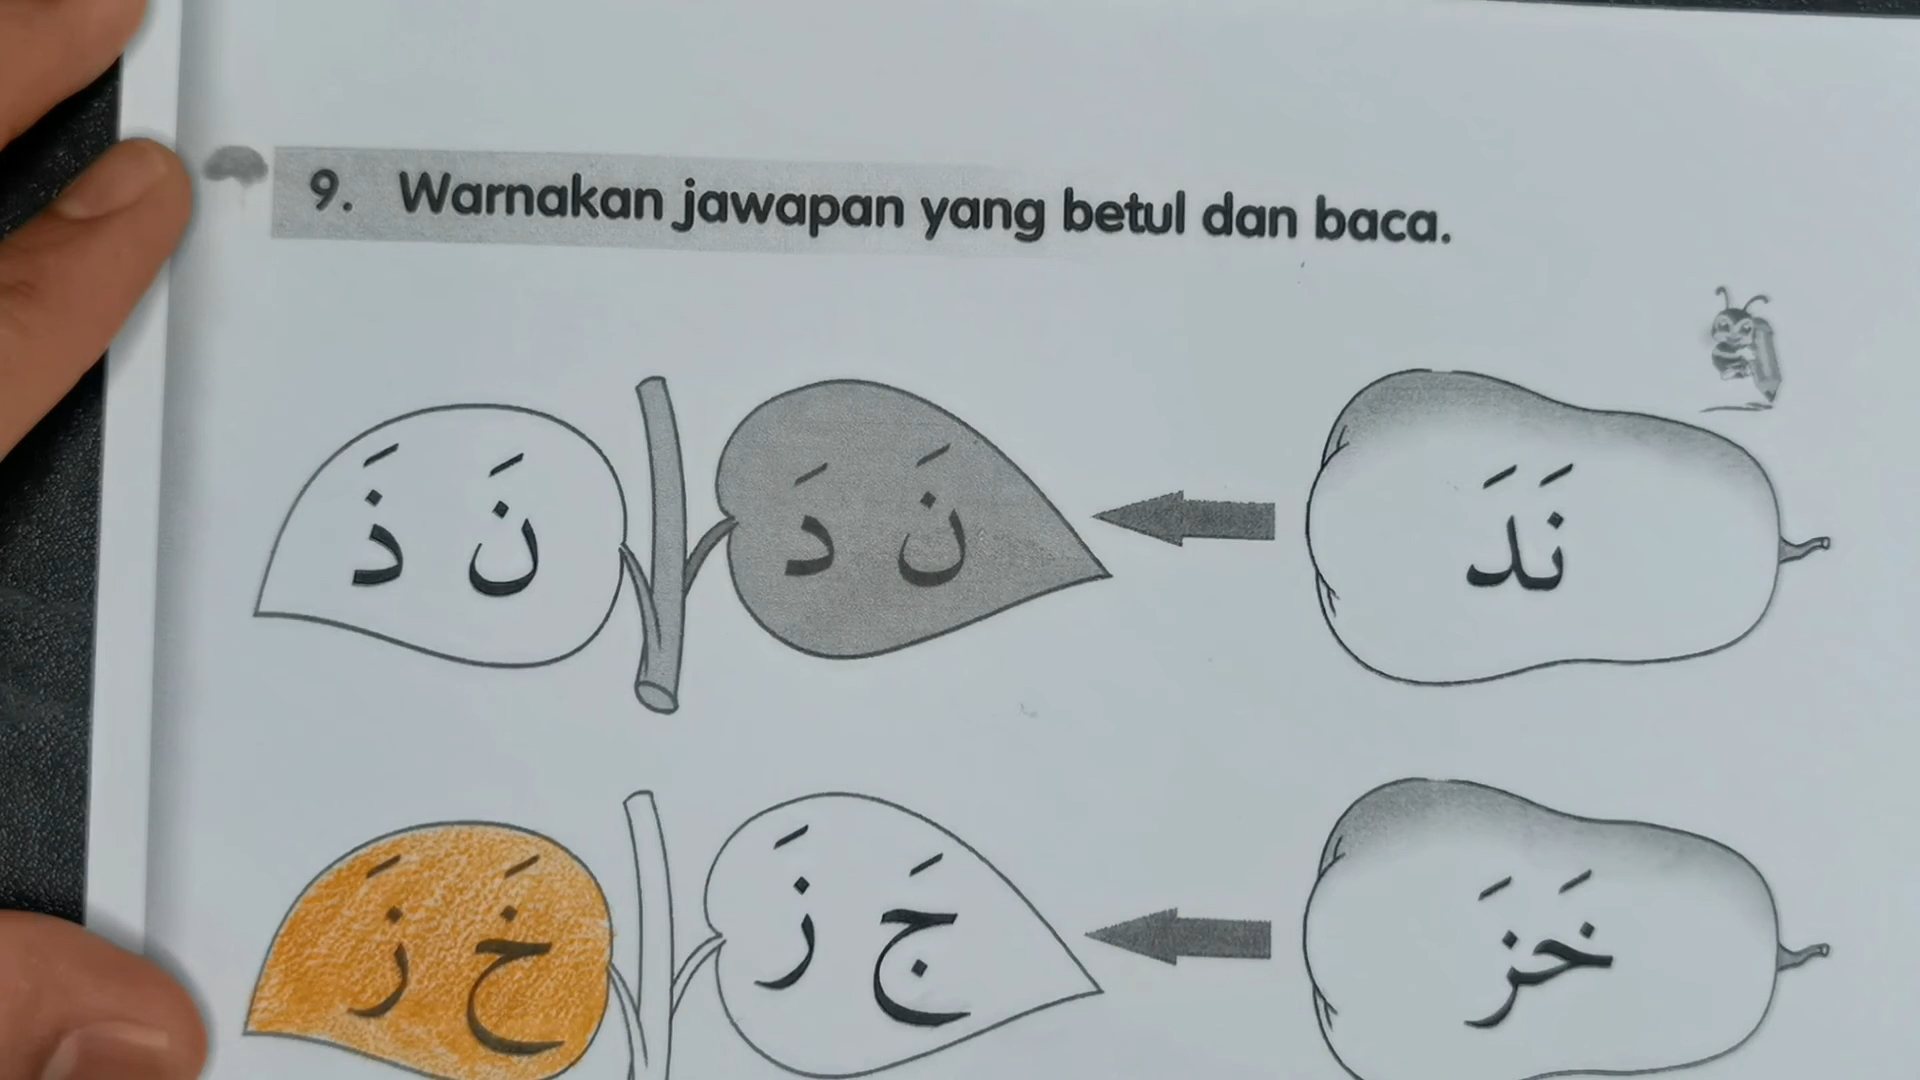 9. Warnakan jawapan yang betul dan baca.
نَدَ
نَ دَ
نَ ذَ
خَزَ
جَ زَ
خَ زَ